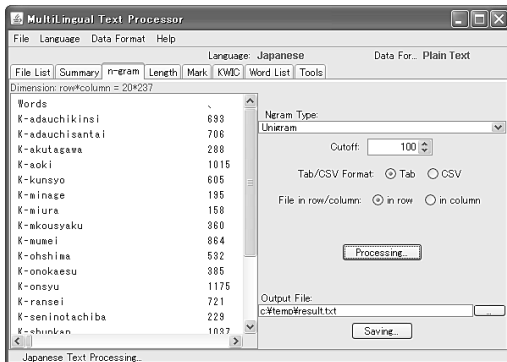 MultiLingual Text Processor
File Language Data Format Help
Language: Japanese Data For... Plain Text
File List Summary n-gram Length Mark KWIC Word List Tools
Dimension: row*column = 20*237
Words 、
K-adauchikinsi 693
K-adauchisantai 706
K-akutagawa 288
K-aoki 1015
K-kunsyo 605
K-minage 195
K-miura 158
K-mkousyaku 360
K-mumei 864
K-ohshima 532
K-onokaesu 385
K-onsyu 1175
K-ransei 721
K-seninotachiba 229
K-shunkan 1037
Ngram Type:
Unigram
Cutoff: 100
Tab/CSV Format: Tab CSV
File in row/column: in row in column
Processing...
Output File:
c:¥temp¥result.txt ...
Saving...
Japanese Text Processing...